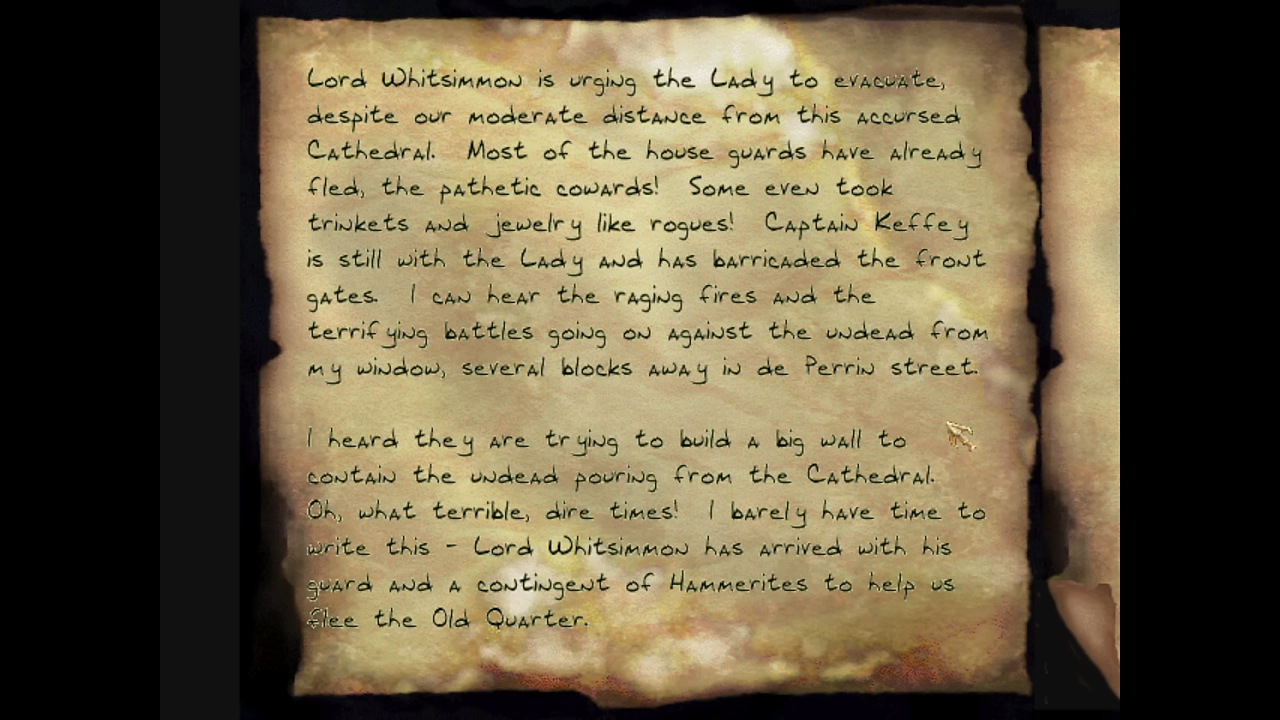 Lord Whitsimmon is urging the Lady to evacuate,
despite our moderate distance from this accursed
Cathedral.  Most of the house guards have already
fled, the pathetic cowards!  Some even took
trinkets and jewelry like rogues!  Captain Keffey
is still with the Lady and has barricaded the front
gates.  I can hear the raging fires and the
terrifying battles going on against the undead from
my window, several blocks away in de Perrin street.

I heard they are trying to build a big wall to
contain the undead pouring from the Cathedral.
Oh, what terrible, dire times!  I barely have time to
write this - Lord Whitsimmon has arrived with his
guard and a contingent of Hammerites to help us
flee the Old Quarter.